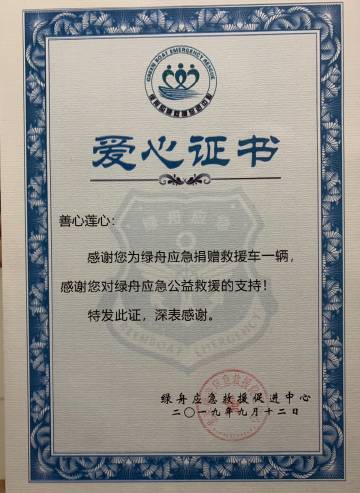 GREEN BOAT EMERGENCY RESCUE
爱心证书
善心莲心:
感谢您为绿舟应急捐赠救援车一辆,
感谢您对绿舟应急公益救援的支持!
特发此证,深表感谢。
绿舟应急救援促进中心
二〇一九年九月十二日